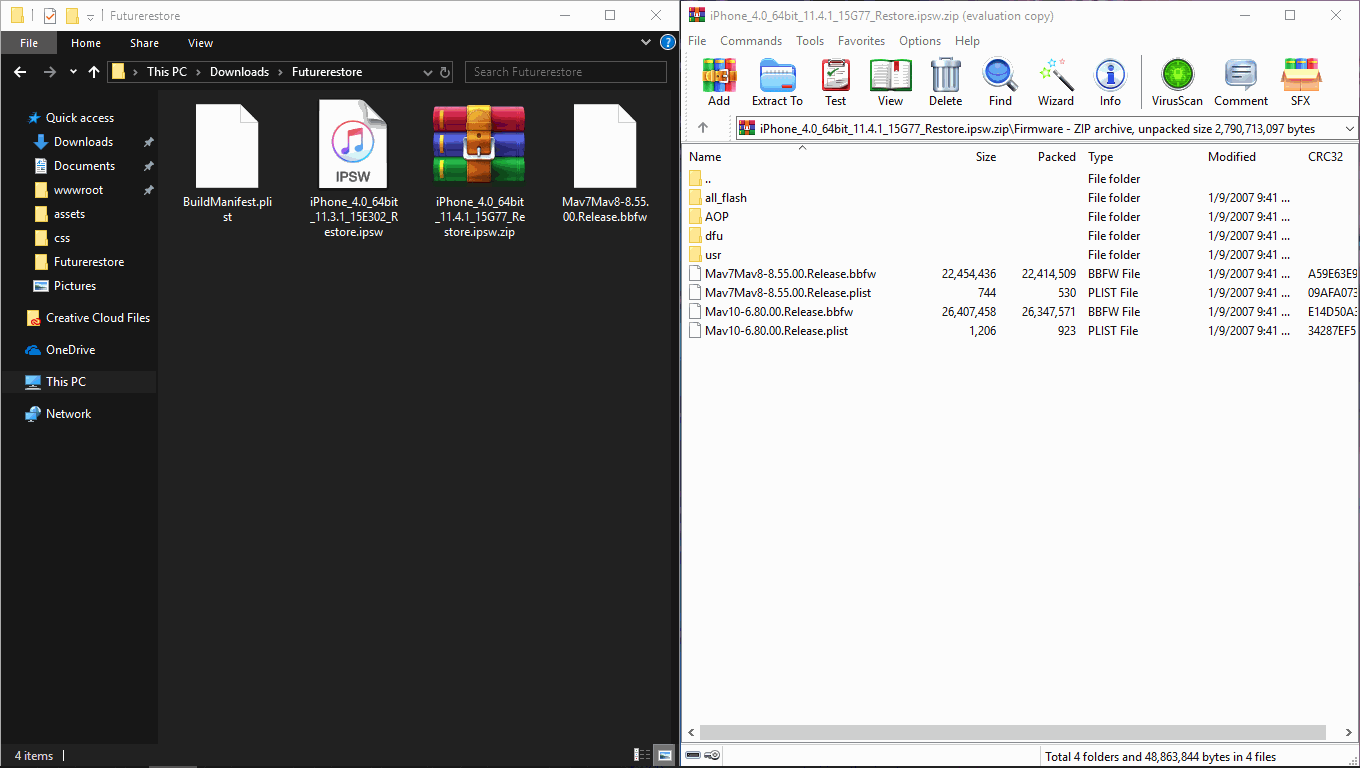 Futurerestore
File Home Share View
This PC Downloads Futurerestore
Search Futurerestore
Quick access
Downloads
Documents
wwwroot
assets
css
Futurerestore
Pictures
Creative Cloud Files
OneDrive
This PC
Network
BuildManifest.pli
st
IPSW
iPhone_4.0_64bit
_11.3.1_15E302_R
estore.ipsw
iPhone_4.0_64bit
_11.4.1_15G77_Re
store.ipsw.zip
Mav7Mav8-8.55.
00.Release.bbfw
4 items
iPhone_4.0_64bit_11.4.1_15G77_Restore.ipsw.zip (evaluation copy)
File Commands Tools Favorites Options Help
Add Extract To Test View Delete Find Wizard Info VirusScan Comment SFX
iPhone_4.0_64bit_11.4.1_15G77_Restore.ipsw.zip\Firmware - ZIP archive, unpacked size 2,790,713,097 bytes
Name Size Packed Type Modified CRC32
.. File folder
all_flash File folder 1/9/2007 9:41 ...
AOP File folder 1/9/2007 9:41 ...
dfu File folder 1/9/2007 9:41 ...
usr File folder 1/9/2007 9:41 ...
Mav7Mav8-8.55.00.Release.bbfw 22,454,436 22,414,509 BBFW File 1/9/2007 9:41 ... A59E63E9
Mav7Mav8-8.55.00.Release.plist 744 530 PLIST File 1/9/2007 9:41 ... 09AFA073
Mav10-6.80.00.Release.bbfw 26,407,458 26,347,571 BBFW File 1/9/2007 9:41 ... E14D50A3
Mav10-6.80.00.Release.plist 1,206 923 PLIST File 1/9/2007 9:41 ... 34287EF5
Total 4 folders and 48,863,844 bytes in 4 files